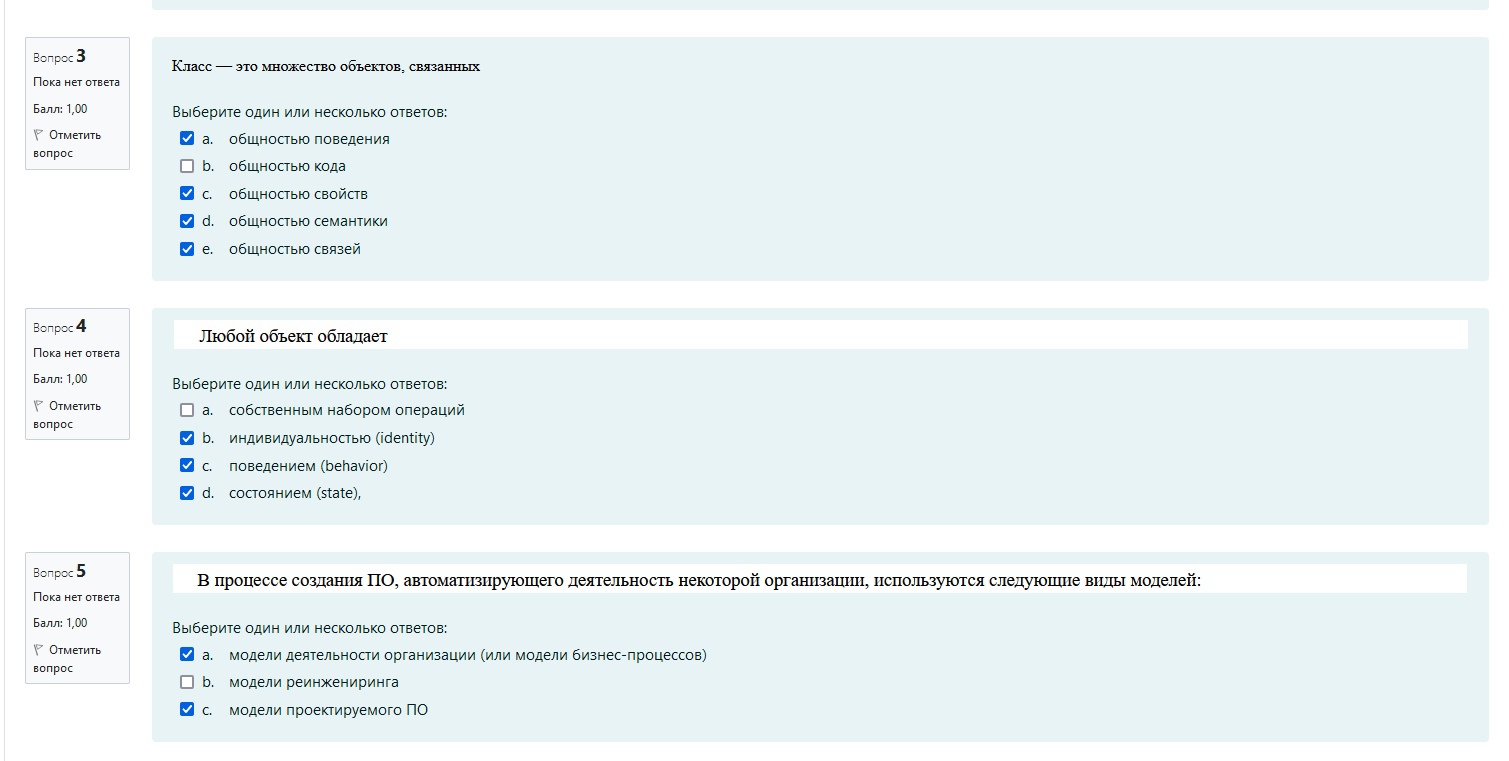 Вопрос 3
Пока нет ответа
Балл: 1,00
Отметить
вопрос
Класс — это множество объектов, связанных
Выберите один или несколько ответов:
a. общностью поведения
b. общностью кода
c. общностью свойств
d. общностью семантики
e. общностью связей
Вопрос 4
Пока нет ответа
Балл: 1,00
Отметить
вопрос
Любой объект обладает
Выберите один или несколько ответов:
a. собственным набором операций
b. индивидуальностью (identity)
c. поведением (behavior)
d. состоянием (state),
Вопрос 5
Пока нет ответа
Балл: 1,00
Отметить
вопрос
В процессе создания ПО, автоматизирующего деятельность некоторой организации, используются следующие виды моделей:
Выберите один или несколько ответов:
a. модели деятельности организации (или модели бизнес-процессов)
b. модели реинжениринга
c. модели проектируемого ПО